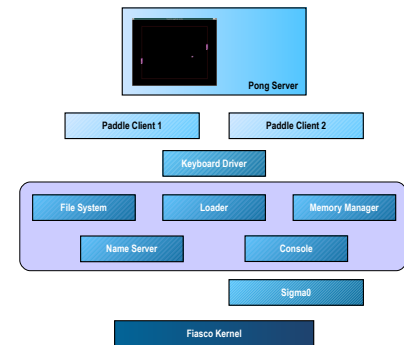 Pong Server
Paddle Client 1
Paddle Client 2
Keyboard Driver
File System
Loader
Memory Manager
Name Server
Console
Sigma0
Fiasco Kernel